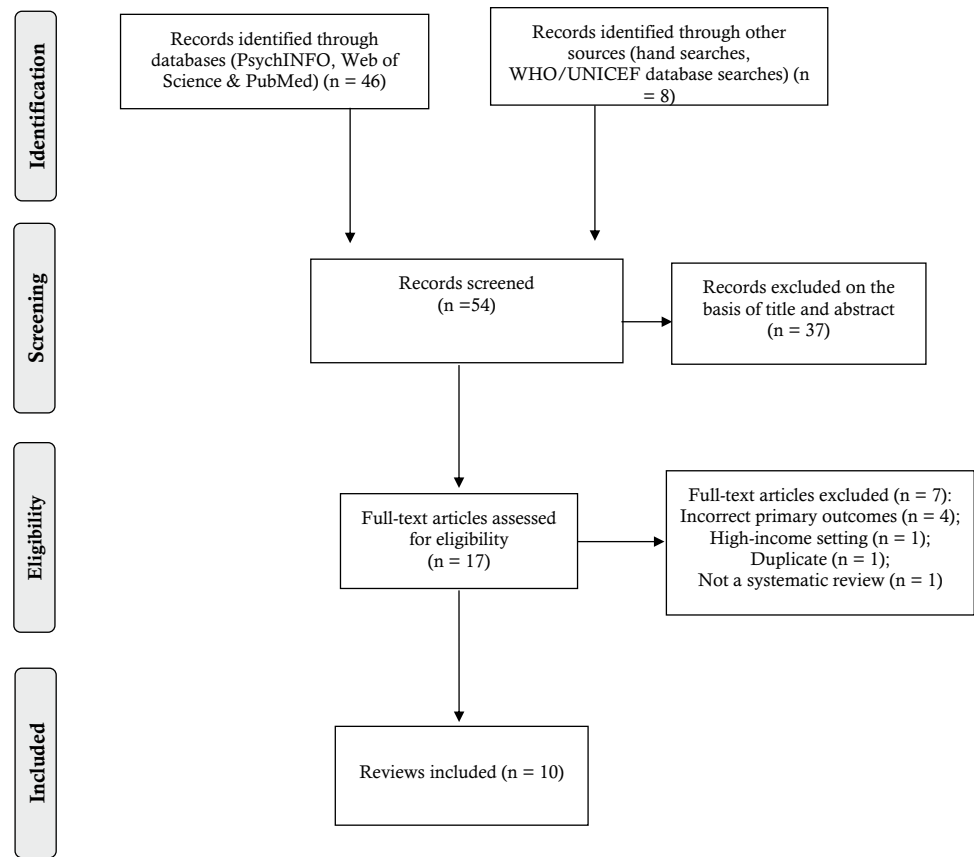 Identification
Records identified through
databases (PsychINFO, Web of
Science & PubMed) (n = 46)
Records identified through other
sources (hand searches,
WHO/UNICEF database searches) (n
= 8)
Screening
Records screened
(n =54)
Records excluded on the
basis of title and abstract
(n = 37)
Eligibility
Full-text articles assessed
for eligibility
(n = 17)
Full-text articles excluded (n = 7):
Incorrect primary outcomes (n = 4);
High-income setting (n = 1);
Duplicate (n = 1);
Not a systematic review (n = 1)
Included
Reviews included (n = 10)